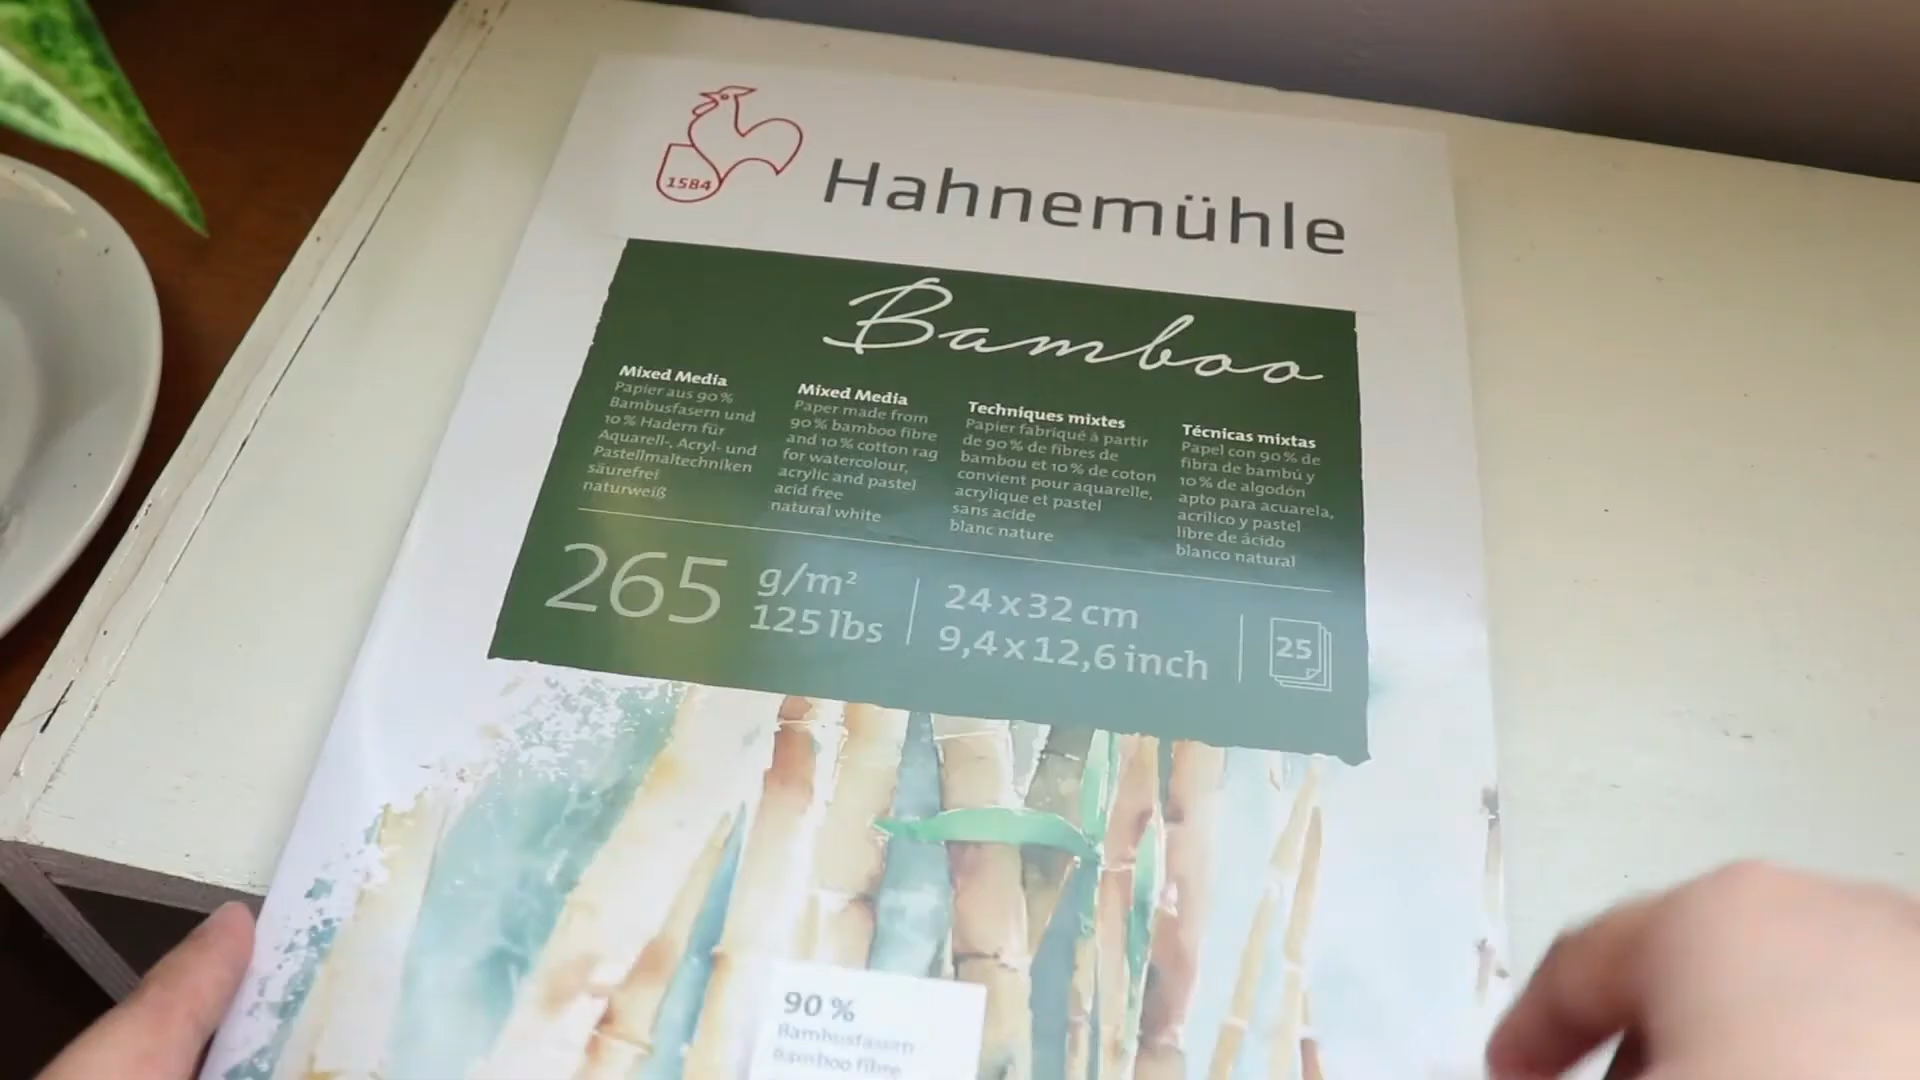 1584
Hahnemühle
Bamboo
Mixed Media
Papier aus 90 %
Bambusfasern und
10 % Hadern für
Aquarell-, Acryl- und
Pastellmaltechniken
säurefrei
naturweiß
Mixed Media
Paper made from
90 % bamboo fibre
and 10 % cotton rag
for watercolour,
acrylic and pastel
acid free
natural white
Techniques mixtes
Papier fabriqué à partir
de 90 % de fibres de
bambou et 10 % de coton
convient pour aquarelle,
acrylique et pastel
sans acide
blanc nature
Técnicas mixtas
Papel con 90 % de
fibra de bambú y
10 % de algodón
apto para acuarela,
acrílico y pastel
libre de ácido
blanco natural
265
g/m²
125 lbs
24 x 32 cm
9,4 x 12,6 inch
25
90 %
Bambusfasern
Bamboo fibre